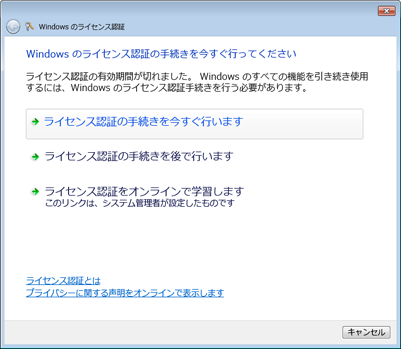 Windows のライセンス認証
Windows のライセンス認証の手続きを今すぐ行ってください
ライセンス認証の有効期間が切れました。 Windows のすべての機能を引き続き使用
するには、Windows のライセンス認証手続きを行う必要があります。
ライセンス認証の手続きを今すぐ行います
ライセンス認証の手続きを後で行います
ライセンス認証をオンラインで学習します
このリンクは、システム管理者が設定したものです
ライセンス認証とは
プライバシーに関する声明をオンラインで表示します
キャンセル